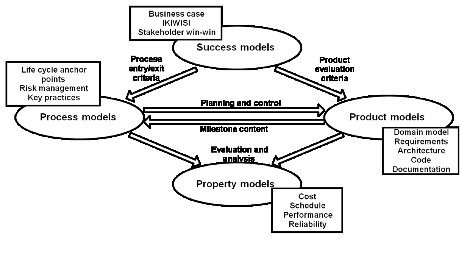 Business case
IKIWISI
Stakeholder win-win
Success models
Process
entry/exit
criteria
Product
evaluation
criteria
Life cycle anchor
points
Risk management
Key practices
Planning and control
Process models
Product models
Milestone content
Domain model
Requirements
Architecture
Code
Documentation
Evaluation and
analysis
Property models
Cost
Schedule
Performance
Reliability